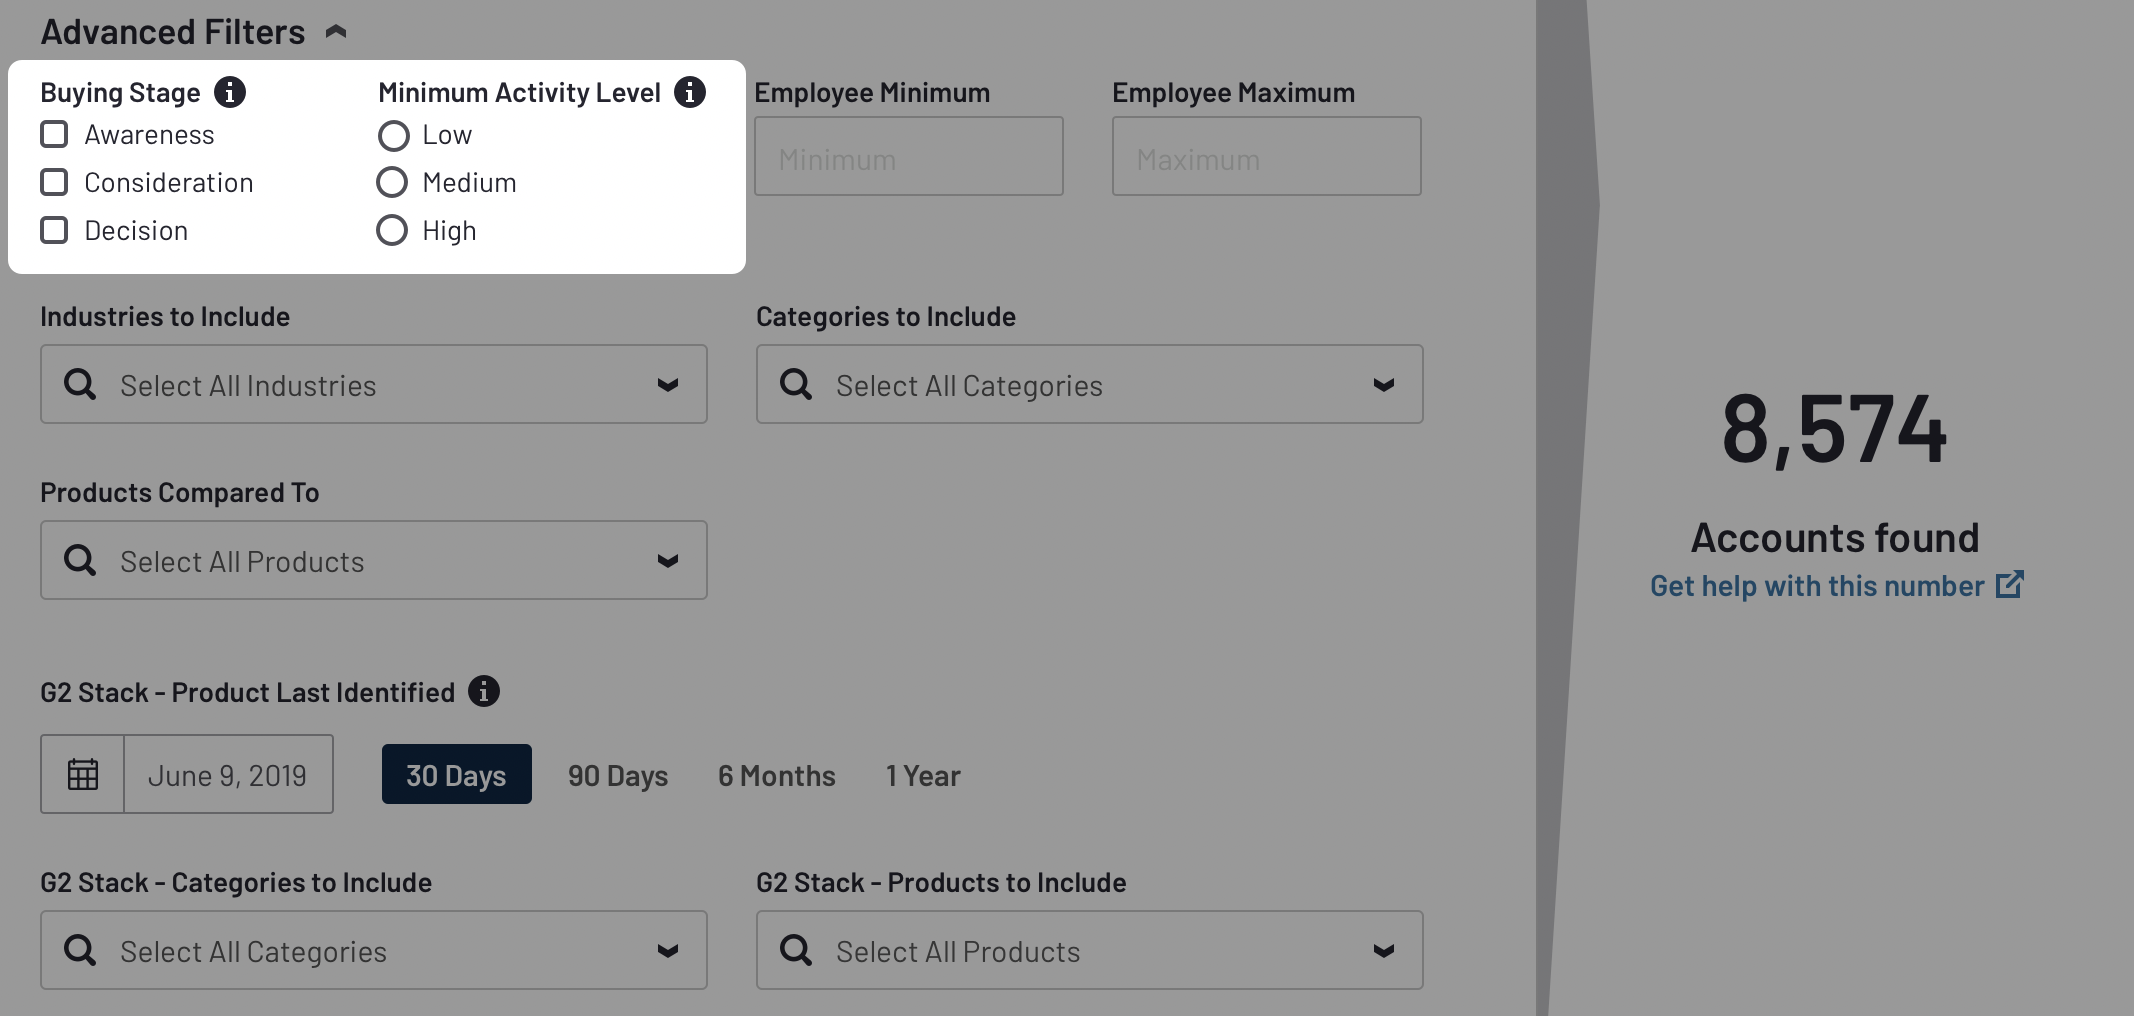 Advanced Filters
Buying Stage
Minimum Activity Level
Employee Minimum
Employee Maximum
Awareness
Low
Minimum
Maximum
Consideration
Medium
Decision
High
Industries to Include
Categories to Include
Select All Industries
Select All Categories
8,574
Accounts found
Get help with this number
Products Compared To
Select All Products
G2 Stack - Product Last Identified
June 9, 2019
30 Days
90 Days
6 Months
1 Year
G2 Stack - Categories to Include
G2 Stack - Products to Include
Select All Categories
Select All Products